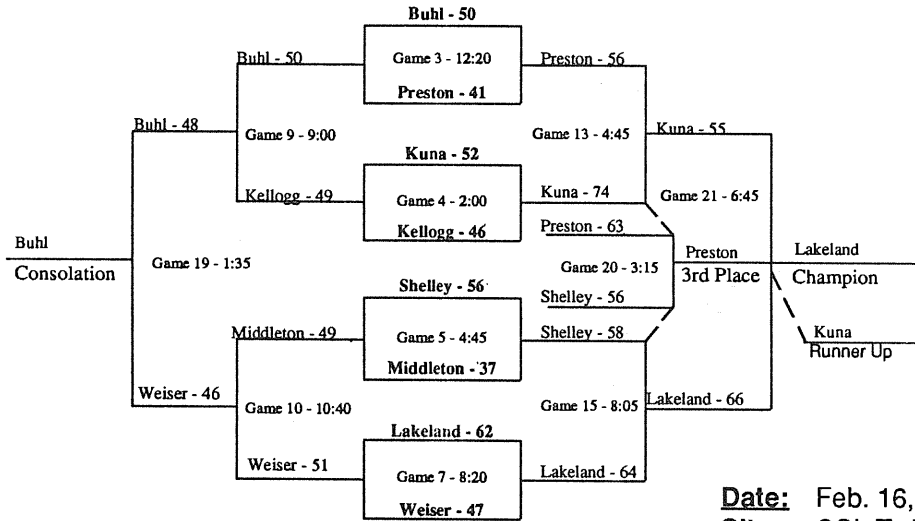 Buhl - 50
Buhl - 50
Game 3 - 12:20
Preston - 56
Preston - 41
Buhl - 48
Game 9 - 9:00
Game 13 - 4:45
Kuna - 55
Kuna - 52
Kellogg - 49
Game 4 - 2:00
Kuna - 74
Game 21 - 6:45
Kellogg - 46
Preston - 63
Buhl
Preston
Lakeland
Consolation
Game 19 - 1:35
Game 20 - 3:15
3rd Place
Champion
Shelley - 56
Shelley - 56
Middleton - 49
Game 5 - 4:45
Shelley - 58
Kuna
Runner Up
Middleton - 37
Weiser - 46
Game 10 - 10:40
Game 15 - 8:05
Lakeland - 66
Lakeland - 62
Weiser - 51
Game 7 - 8:20
Lakeland - 64
Weiser - 47
Date: Feb. 16,